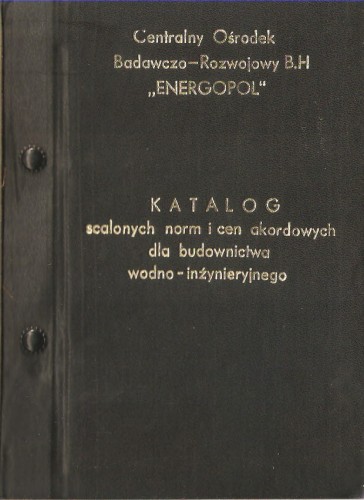 Centralny Ośrodek
Badawczo-Rozwojowy B.H
„ENERGOPOL"
KATALOG
scalonych norm i cen akordowych
dla budownictwa
wodno-inżynieryjnego